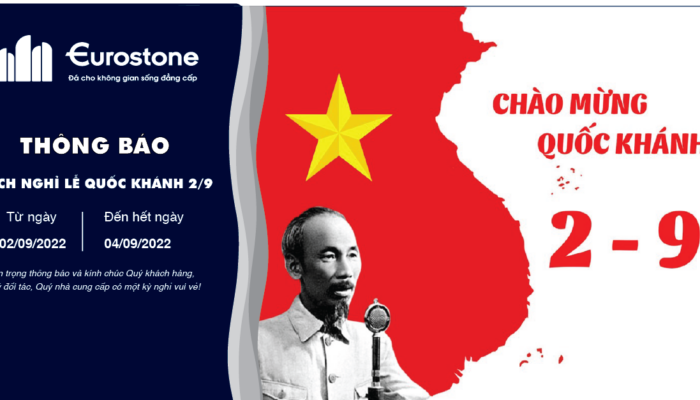 Eurostone
Đá cho không gian sống đẳng cấp
THÔNG BÁO
CH NGHỈ LỄ QUỐC KHÁNH 2/9
Từ ngày
Đến hết ngày
02/09/2022
04/09/2022
n trọng thông báo và kính chúc Quý khách hàng,
đối tác, Quý nhà cung cấp có một kỳ nghỉ vui vẻ!
CHÀO MỪNG
QUỐC KHÁNH
2 - 9